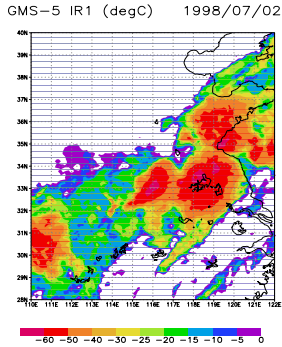 GMS-5 IR1 (degC) 1998/07/02
40N
39N
38N
37N
36N
35N
34N
33N
32N
31N
30N
29N
28N
110E 111E 112E 113E 114E 115E 116E 117E 118E 119E 120E 121E 122E
-60 -50 -40 -30 -25 -20 -15 -10 -5 0